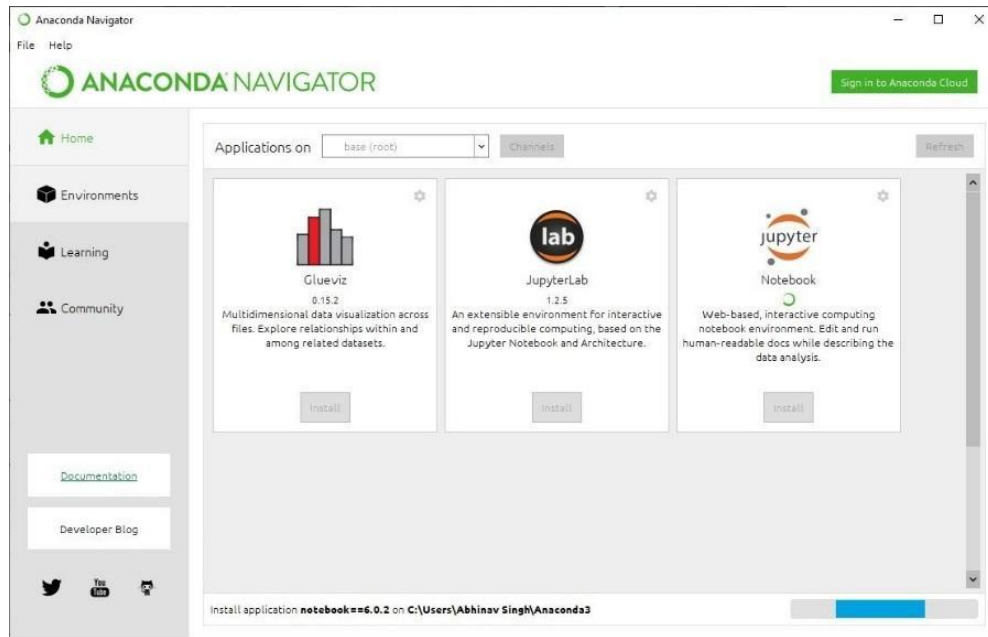 Anaconda Navigator
File Help
ANACONDA NAVIGATOR
Sign in to Anaconda Cloud
Home
Environments
Learning
Community
Documentation
Developer Blog
You
Tube
Applications on base (root) Channels Refresh
Glueviz
0.15.2
Multidimensional data visualization across
files. Explore relationships within and
among related datasets.
Install
lab
JupyterLab
1.2.5
An extensible environment for interactive
and reproducible computing, based on the
Jupyter Notebook and Architecture.
Install
jupyter
Notebook
Web-based, interactive computing
notebook environment. Edit and run
human-readable docs while describing the
data analysis.
Install
Install application notebook==6.0.2 on C:\Users\Abhinav Singh\Anaconda3